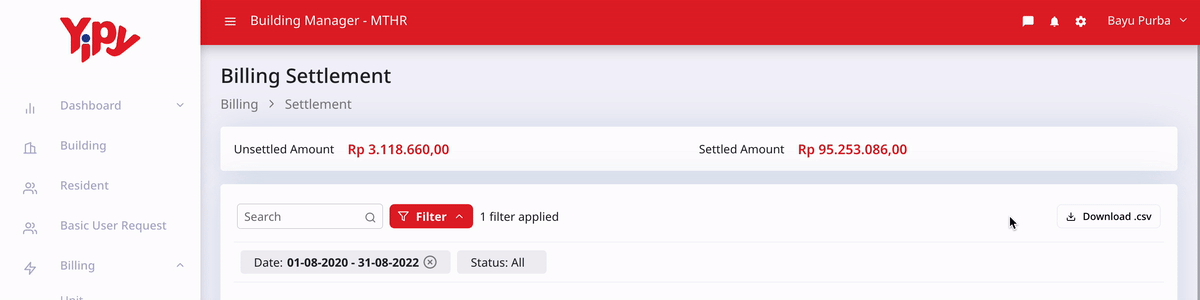 Yipy
Building Manager - MTHR
Bayu Purba
Dashboard
Building
Resident
Basic User Request
Billing
Unit
Billing Settlement
Billing > Settlement
Unsettled Amount Rp 3.118.660,00
Settled Amount Rp 95.253.086,00
Search
Filter
1 filter applied
Download .csv
Date: 01-08-2020 - 31-08-2022
Status: All